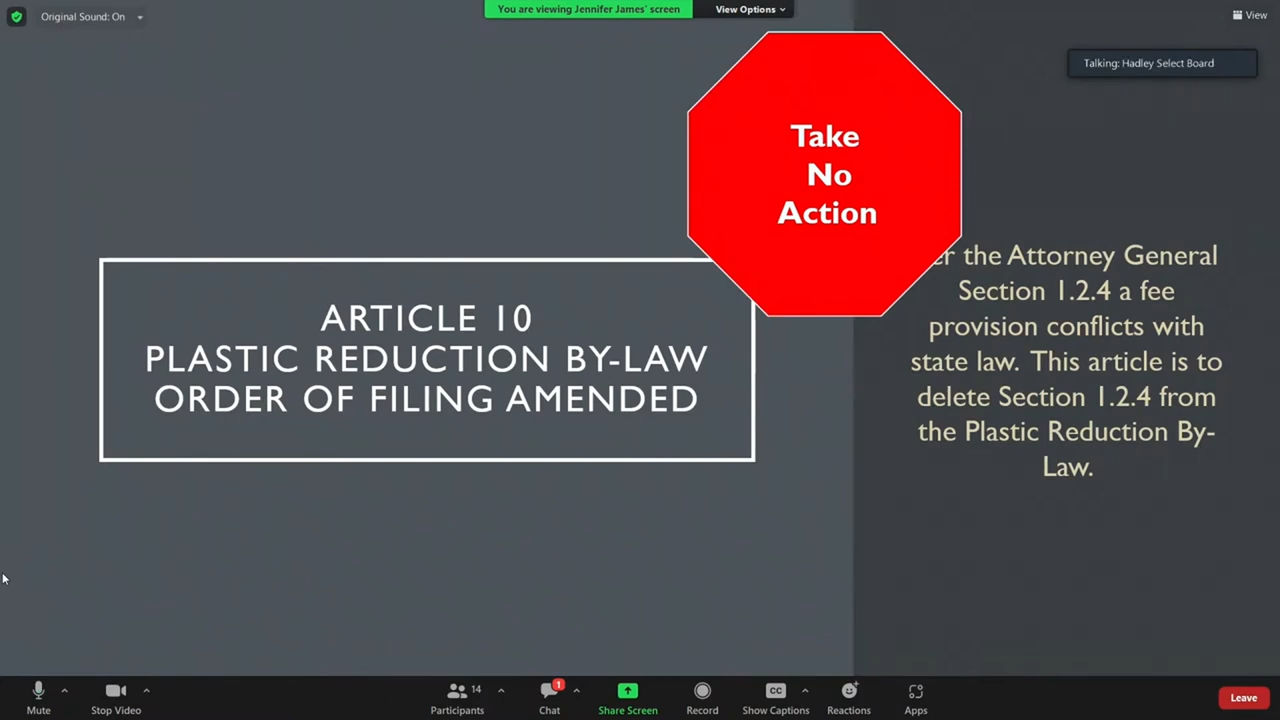 Original Sound: On
You are viewing Jennifer James' screen
View Options
View
Talking: Hadley Select Board
Take
No
Action
ARTICLE 10
PLASTIC REDUCTION BY-LAW
ORDER OF FILING AMENDED
the Attorney General
Section 1.2.4 a fee
provision conflicts with
state law. This article is to
delete Section 1.2.4 from
the Plastic Reduction By-
Law.
Mute
Stop Video
14
Participants
1
Chat
Share Screen
Record
CC
Show Captions
Reactions
Apps
Leave